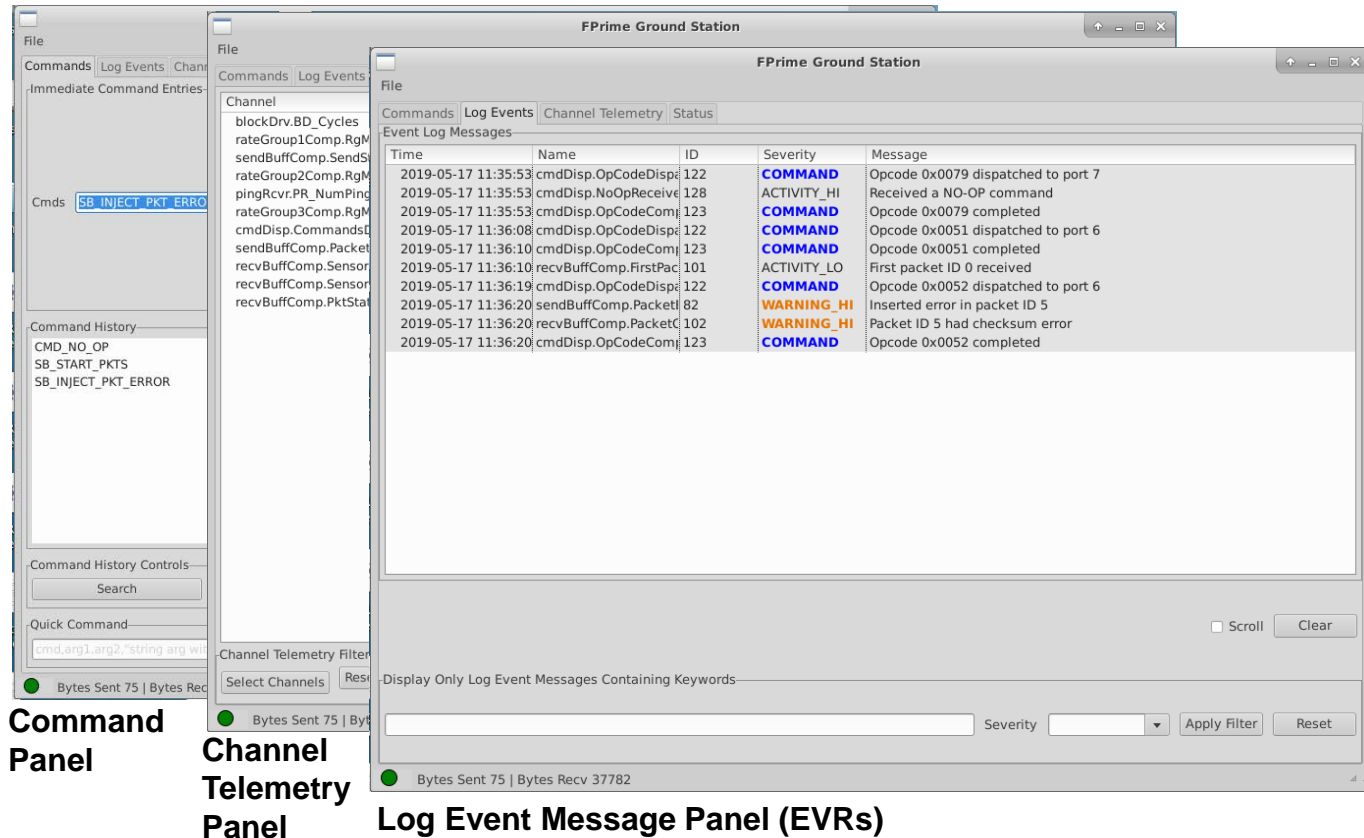 File
Commands Log Events Chann
Immediate Command Entries
Cmds SB_INJECT_PKT_ERRO
Command History
CMD_NO_OP
SB_START_PKTS
SB_INJECT_PKT_ERROR
Command History Controls
Search
Quick Command
cmd,arg1,arg2,"string arg wit
Bytes Sent 75 | Bytes Rec
Command
Panel
FPrime Ground Station
File
Commands Log Events
Channel
blockDrv.BD_Cycles
rateGroup1Comp.RgM
sendBuffComp.SendS
rateGroup2Comp.RgM
pingRcvr.PR_NumPing
rateGroup3Comp.RgM
cmdDisp.CommandsD
sendBuffComp.Packet
recvBuffComp.Sensor
recvBuffComp.Sensor
recvBuffComp.PktStat
Channel Telemetry Filter
Select Channels Rese
Bytes Sent 75 | Byt
Channel
Telemetry
Panel
FPrime Ground Station
File
Commands Log Events Channel Telemetry Status
Event Log Messages
Time Name ID Severity Message
2019-05-17 11:35:53 cmdDisp.OpCodeDispa 122 COMMAND Opcode 0x0079 dispatched to port 7
2019-05-17 11:35:53 cmdDisp.NoOpReceive 128 ACTIVITY_HI Received a NO-OP command
2019-05-17 11:35:53 cmdDisp.OpCodeComp 123 COMMAND Opcode 0x0079 completed
2019-05-17 11:36:08 cmdDisp.OpCodeDispa 122 COMMAND Opcode 0x0051 dispatched to port 6
2019-05-17 11:36:10 cmdDisp.OpCodeComp 123 COMMAND Opcode 0x0051 completed
2019-05-17 11:36:10 recvBuffComp.FirstPac 101 ACTIVITY_LO First packet ID 0 received
2019-05-17 11:36:19 cmdDisp.OpCodeDispa 122 COMMAND Opcode 0x0052 dispatched to port 6
2019-05-17 11:36:20 sendBuffComp.PacketI 82 WARNING_HI Inserted error in packet ID 5
2019-05-17 11:36:20 recvBuffComp.PacketC 102 WARNING_HI Packet ID 5 had checksum error
2019-05-17 11:36:20 cmdDisp.OpCodeComp 123 COMMAND Opcode 0x0052 completed
Scroll Clear
Display Only Log Event Messages Containing Keywords
Severity Apply Filter Reset
Bytes Sent 75 | Bytes Recv 37782
Log Event Message Panel (EVRs)